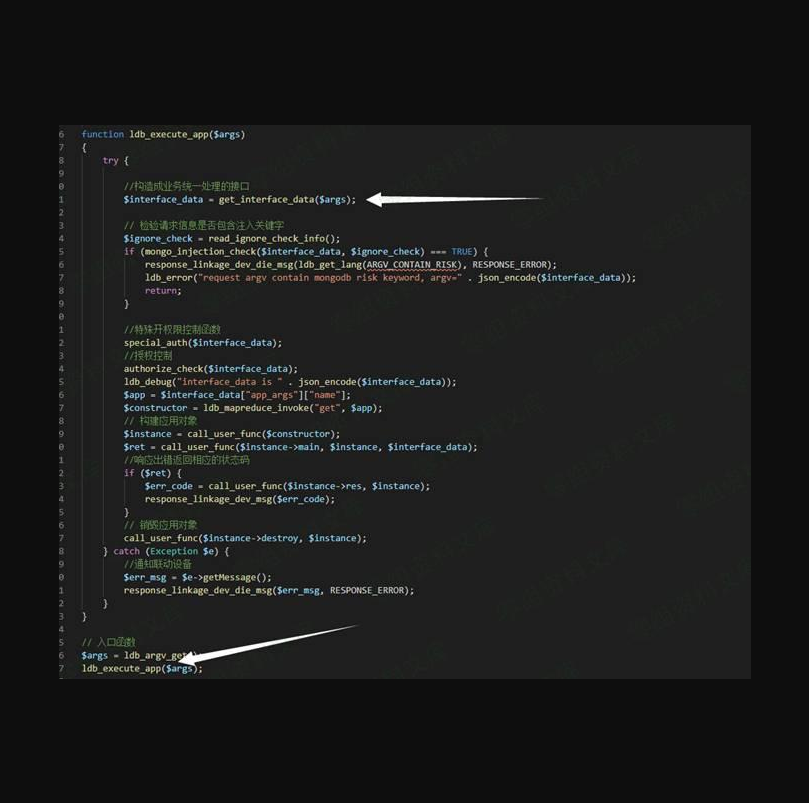 6 function ldb_execute_app($args)
7 {
8 try {
9
0 //构造成业务统一处理的接口
1 $interface_data = get_interface_data($args);
2
3 // 检验请求信息是否包含注入关键字
4 $ignore_check = read_ignore_check_info();
5 if (mongo_injection_check($interface_data, $ignore_check) === TRUE) {
6 response_linkage_dev_die_msg(ldb_get_lang(ARGV_CONTAIN_RISK), RESPONSE_ERROR);
7 ldb_error("request argv contain mongodb risk keyword, argv=" . json_encode($interface_data));
8 return;
9 }
0
1 //特殊开权限控制函数
2 special_auth($interface_data);
3 //授权控制
4 authorize_check($interface_data);
5 ldb_debug("interface_data is " . json_encode($interface_data));
6 $app = $interface_data["app_args"]["name"];
7 $constructor = ldb_mapreduce_invoke("get", $app);
8 // 构建应用对象
9 $instance = call_user_func($constructor);
0 $ret = call_user_func($instance->main, $instance, $interface_data);
1 //响应出错返回相应的状态码
2 if ($ret) {
3 $err_code = call_user_func($instance->res, $instance);
4 response_linkage_dev_msg($err_code);
5 }
6 // 销毁应用对象
7 call_user_func($instance->destroy, $instance);
8 } catch (Exception $e) {
9 //通知联动设备
0 $err_msg = $e->getMessage();
1 response_linkage_dev_die_msg($err_msg, RESPONSE_ERROR);
2 }
3 }
4
5 // 入口函数
6 $args = ldb_argv_get
7 ldb_execute_app($args);